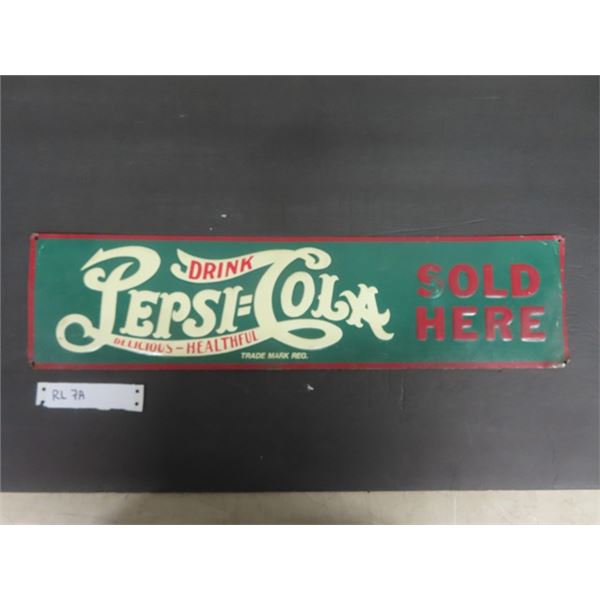 DRINK
PEPSI=COLA
DELICIOUS-HEALTHFUL
TRADE MARK REG.
SOLD
HERE
RL 7A